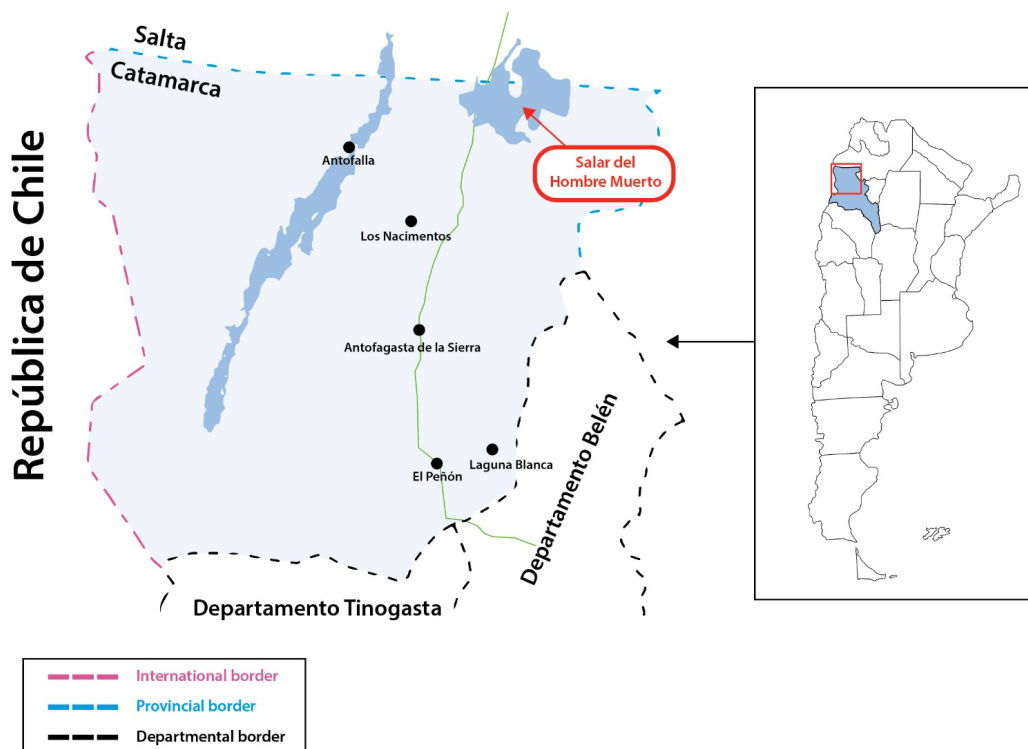 Salta
Catamarca
República de Chile
Antofalla
Salar del
Hombre Muerto
Los Nacimentos
Antofagasta de la Sierra
Laguna Blanca
El Peñón
Departamento Belén
Departamento Tinogasta
International border
Provincial border
Departmental border